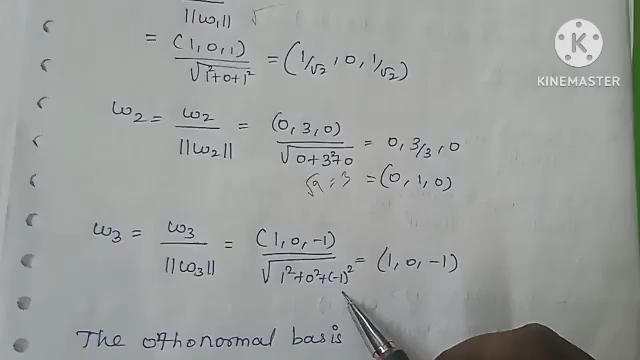 ||ω₁||
= (1, 0, 1) / √1²+0+1² = (1/√2, 0, 1/√2)
KINEMASTER
ω₂ = ω₂ / ||ω₂|| = (0, 3, 0) / √0+3²+0 = 0, 3/3, 0
√9 = 3 = (0, 1, 0)
ω₃ = ω₃ / ||ω₃|| = (1, 0, -1) / √1²+0²+(-1)² = (1, 0, -1)
The othonormal basis